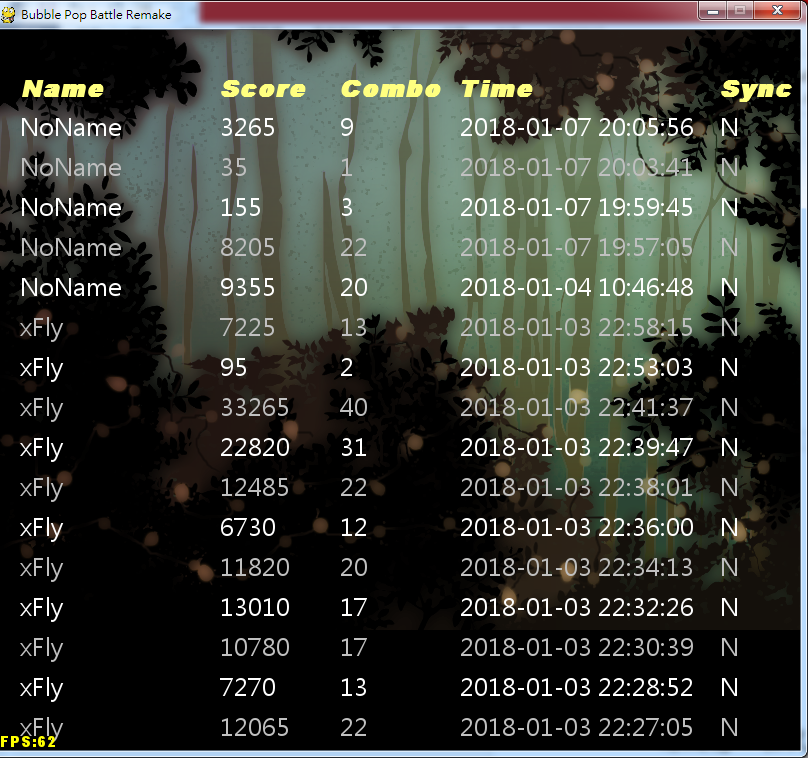 Bubble Pop Battle Remake
Name Score Combo Time Sync
NoName 3265 9 2018-01-07 20:05:56 N
NoName 35 1 2018-01-07 20:03:41 N
NoName 155 3 2018-01-07 19:59:45 N
NoName 8205 22 2018-01-07 19:57:05 N
NoName 9355 20 2018-01-04 10:46:48 N
xFly 7225 13 2018-01-03 22:58:15 N
xFly 95 2 2018-01-03 22:53:03 N
xFly 33265 40 2018-01-03 22:41:37 N
xFly 22820 31 2018-01-03 22:39:47 N
xFly 12485 22 2018-01-03 22:38:01 N
xFly 6730 12 2018-01-03 22:36:00 N
xFly 11820 20 2018-01-03 22:34:13 N
xFly 13010 17 2018-01-03 22:32:26 N
xFly 10780 17 2018-01-03 22:30:39 N
xFly 7270 13 2018-01-03 22:28:52 N
xFly 12065 22 2018-01-03 22:27:05 N
FPS:62